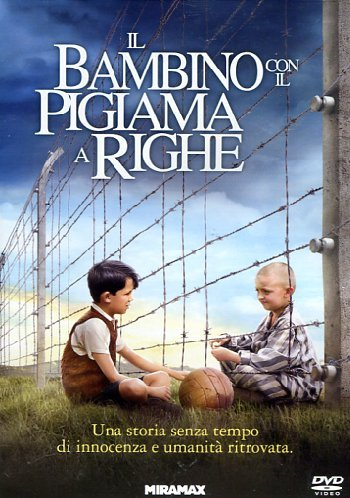 IL
BAMBINO CON IL
PIGIAMA
A RIGHE
Una storia senza tempo
di innocenza e umanità ritrovata.
MIRAMAX
DVD
VIDEO